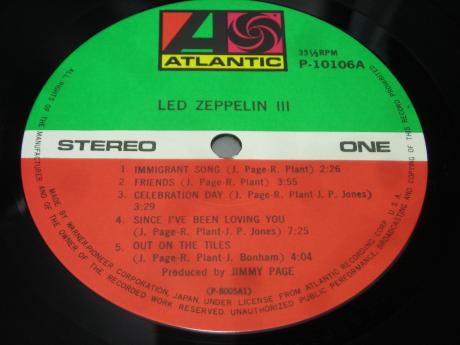 ATLANTIC
33⅓RPM
P-10106A
LED ZEPPELIN III
STEREO
ONE
1. IMMIGRANT SONG (J. Page-R. Plant) 2:26
2. FRIENDS (J. Page-R. Plant) 3:55
3. CELEBRATION DAY (J. Page-R. Plant-J. P. Jones)
3:29
4. SINCE I'VE BEEN LOVING YOU
(J. Page-R. Plant-J. P. Jones) 7:25
5. OUT ON THE TILES
(J. Page-R. Plant-J. Bonham) 4:04
Produced by JIMMY PAGE
(P-8005A1)
MADE BY WARNER-PIONEER CORPORATION, JAPAN, UNDER LICENSE FROM ATLANTIC RECORDING CORP. U.S.A.
ALL RIGHTS OF THE MANUFACTURER AND OF THE OWNER OF THE RECORDED WORK RESERVED. UNAUTHORIZED PUBLIC PERFORMANCE, BROADCASTING AND COPYING OF THIS RECORD PROHIBITED